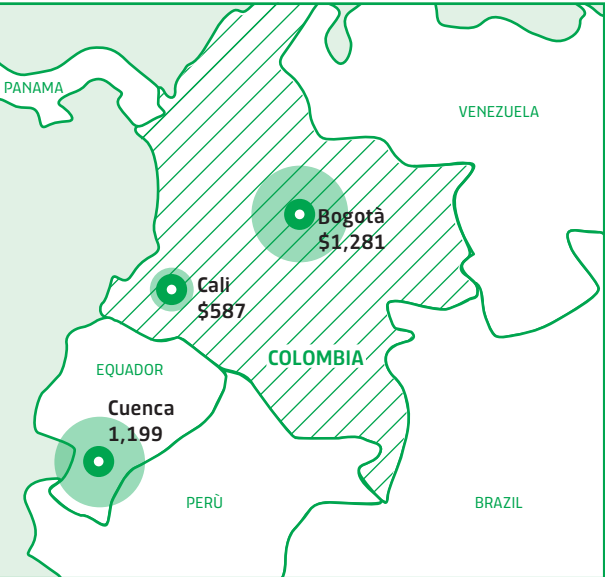 PANAMA
VENEZUELA
Bogotà
$1,281
Cali
$587
COLOMBIA
EQUADOR
Cuenca
1,199
PERÙ
BRAZIL